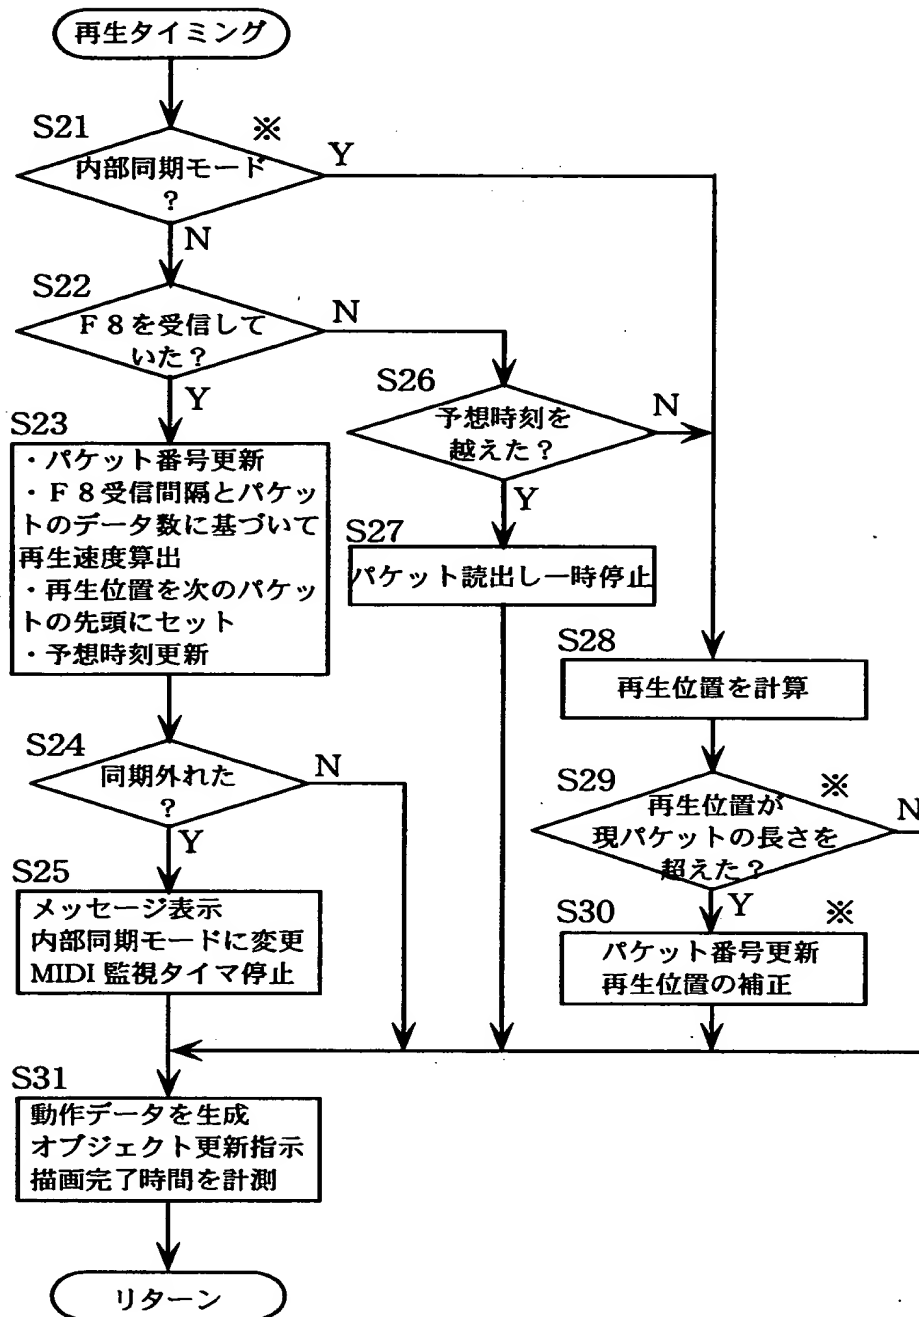 再生タイミング
S21
※
内部同期モード
?
Y
N
S22
F8を受信して
いた?
N
Y
S26
予想時刻を
越えた?
N
Y
S23
・パケット番号更新
・F8受信間隔とパケッ
トのデータ数に基づいて
再生速度算出
・再生位置を次のパケッ
トの先頭にセット
・予想時刻更新
S27
パケット読出し一時停止
S28
再生位置を計算
S24
同期外れた
?
N
Y
S29
※
再生位置が
現パケットの長さを
超えた?
N
Y
S25
メッセージ表示
内部同期モードに変更
MIDI監視タイマ停止
S30
※
パケット番号更新
再生位置の補正
S31
動作データを生成
オブジェクト更新指示
描画完了時間を計測
リターン